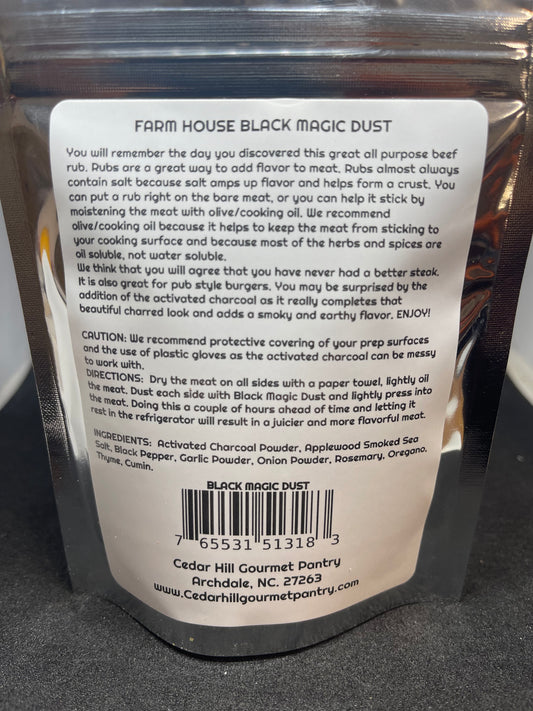 FARM HOUSE BLACK MAGIC DUST
You will remember the day you discovered this great all purpose beef
rub. Rubs are a great way to add flavor to meat. Rubs almost always
contain salt because salt amps up flavor and helps form a crust. You
can put a rub right on the bare meat, or you can help it stick by
moistening the meat with olive/cooking oil. We recommend
olive/cooking oil because it helps to keep the meat from sticking to
your cooking surface and because most of the herbs and spices are
oil soluble, not water soluble.
We think that you will agree that you have never had a better steak.
It is also great for pub style burgers. You may be surprised by the
addition of the activated charcoal as it really completes that
beautiful charred look and adds a smoky and earthy flavor. ENJOY!
CAUTION: We recommend protective covering of your prep surfaces
and the use of plastic gloves as the activated charcoal can be messy
to work with.
DIRECTIONS: Dry the meat on all sides with a paper towel, lightly oil
the meat. Dust each side with Black Magic Dust and lightly press into
the meat. Doing this a couple of hours ahead of time and letting it
rest in the refrigerator will result in a juicier and more flavorful meat.
INGREDIENTS: Activated Charcoal Powder, Applewood Smoked Sea
Salt, Black Pepper, Garlic Powder, Onion Powder, Rosemary, Oregano,
Thyme, Cumin.
BLACK MAGIC DUST
7 65531 51318 3
Cedar Hill Gourmet Pantry
Archdale, NC. 27263
www.Cedarhillgourmetpantry.com